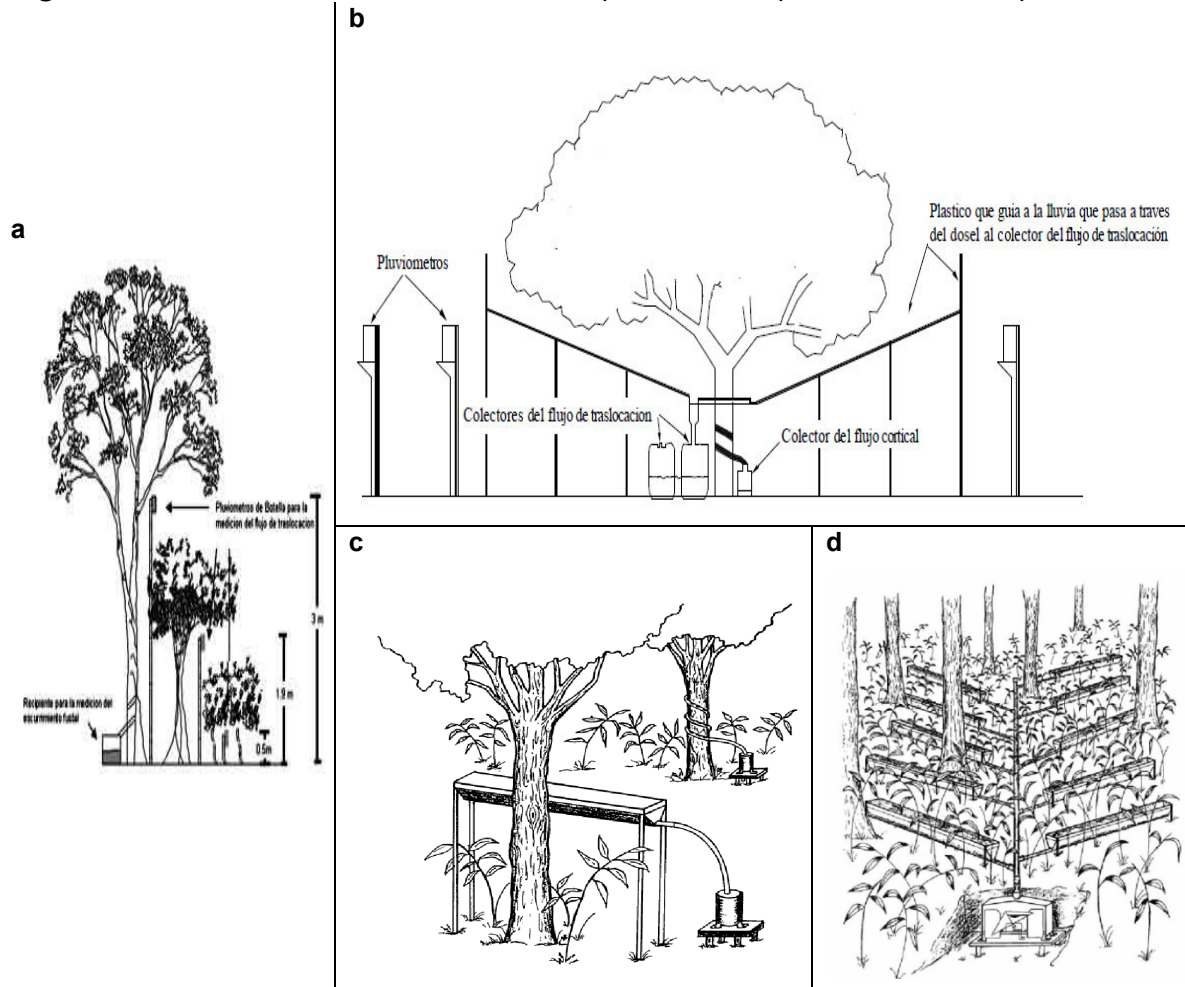 a
Pluviometros de Botella para la
medicion del flujo de traslocacion
3 m
1.9 m
0.5m
Recipiente para la medicion del
escurrimiento fustal
b
Pluviometros
Plastico que guia a la lluvia que pasa a traves
del dosel al colector del flujo de traslocación
Colectores del flujo de traslocacion
Colector del flujo cortical
c
d